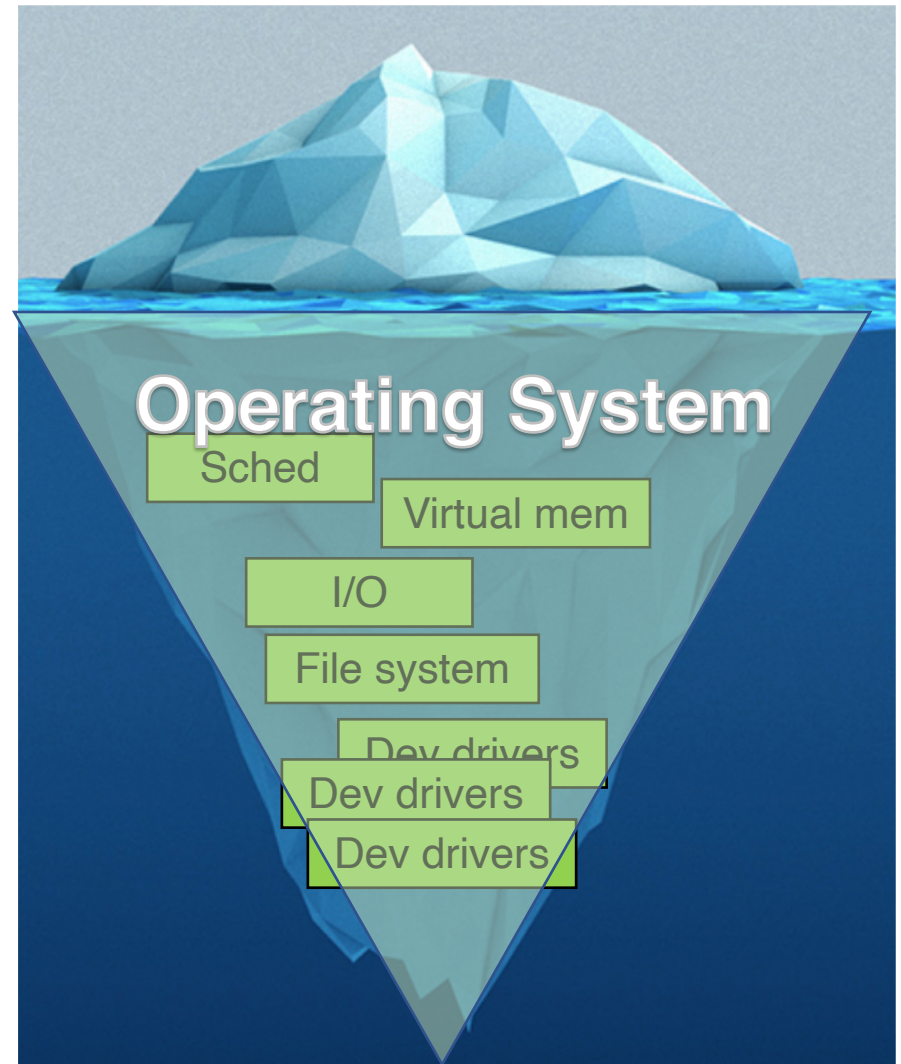 Operating System
Sched
Virtual mem
I/O
File system
Dev drivers
Dev drivers
Dev drivers